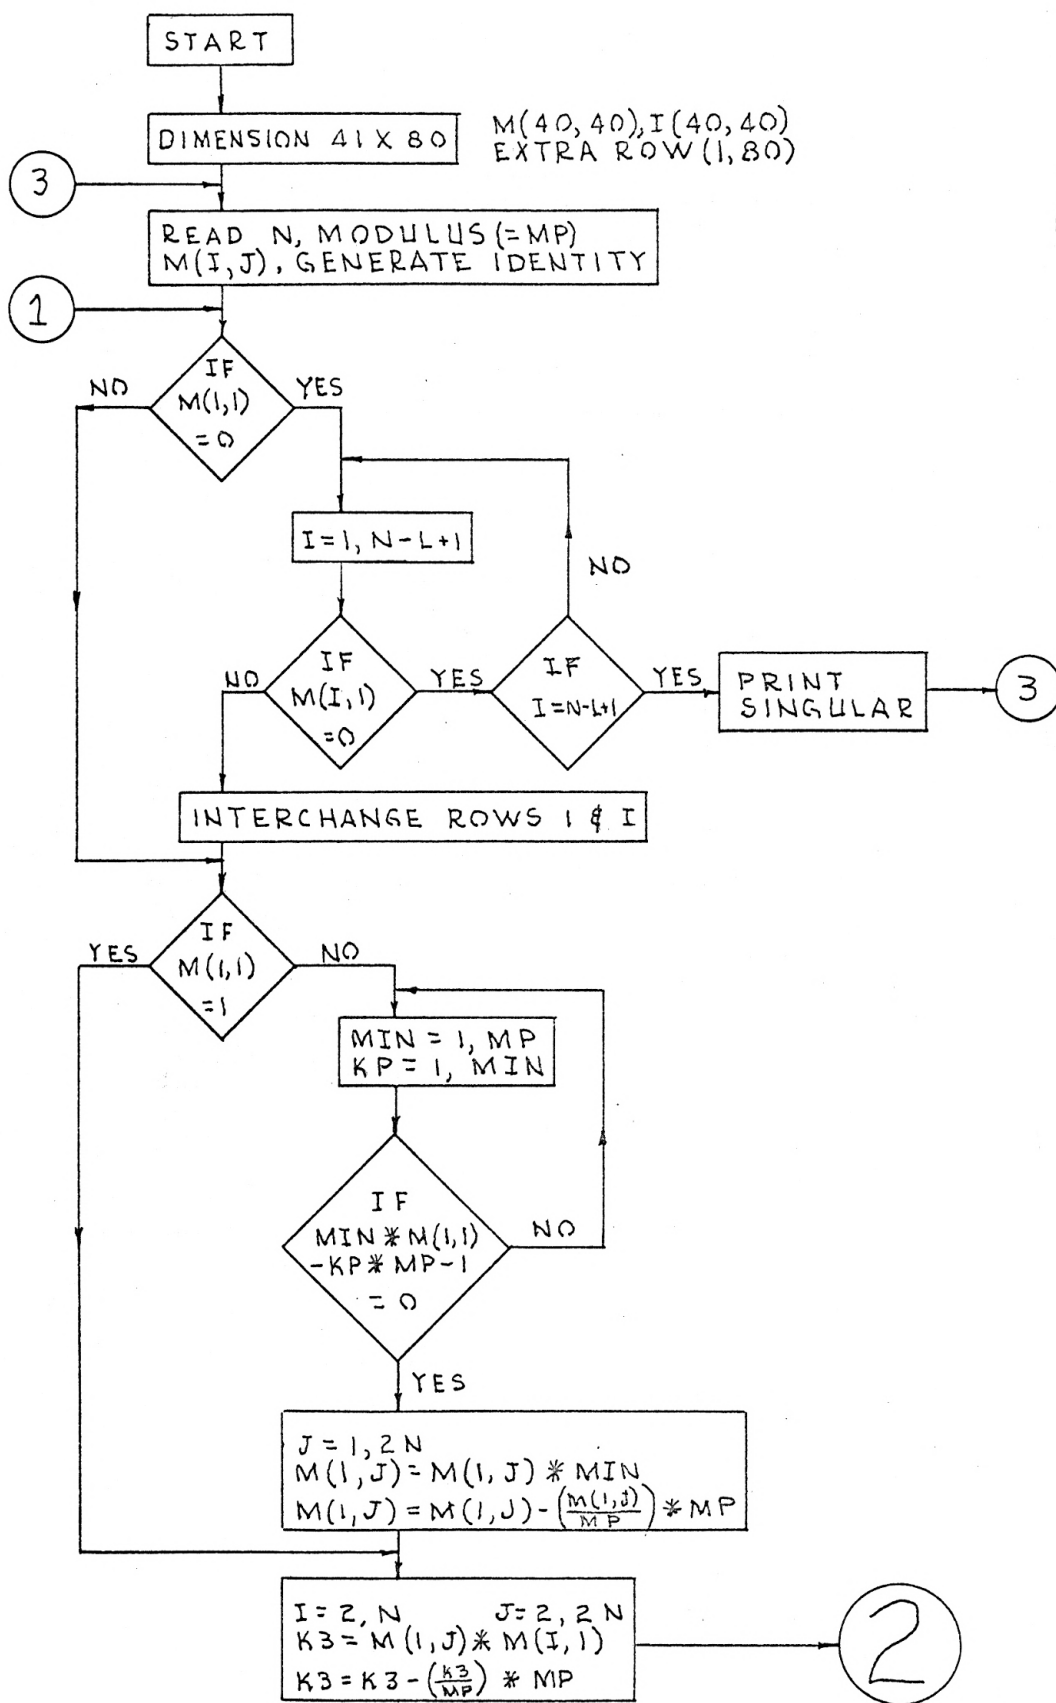 START
DIMENSION 41 X 80
M(40,40), I(40,40)
EXTRA ROW (1,80)
3
READ N, MODULUS (=MP)
M(I,J), GENERATE IDENTITY
1
IF
M(1,1)
=0
NO
YES
I=1, N-L+1
NO
IF
M(I,1)
=0
NO
YES
IF
I=N-L+1
YES
PRINT
SINGULAR
3
INTERCHANGE ROWS 1 & I
IF
M(1,1)
=1
YES
NO
MIN = 1, MP
KP = 1, MIN
IF
MIN * M(1,1)
-KP * MP-1
= 0
NO
YES
J = 1, 2N
M(1,J) = M(1,J) * MIN
M(1,J) = M(1,J) - (M(1,J)/MP) * MP
I = 2, N J = 2, 2N
K3 = M(1,J) * M(I,1)
K3 = K3 - (K3/MP) * MP
2